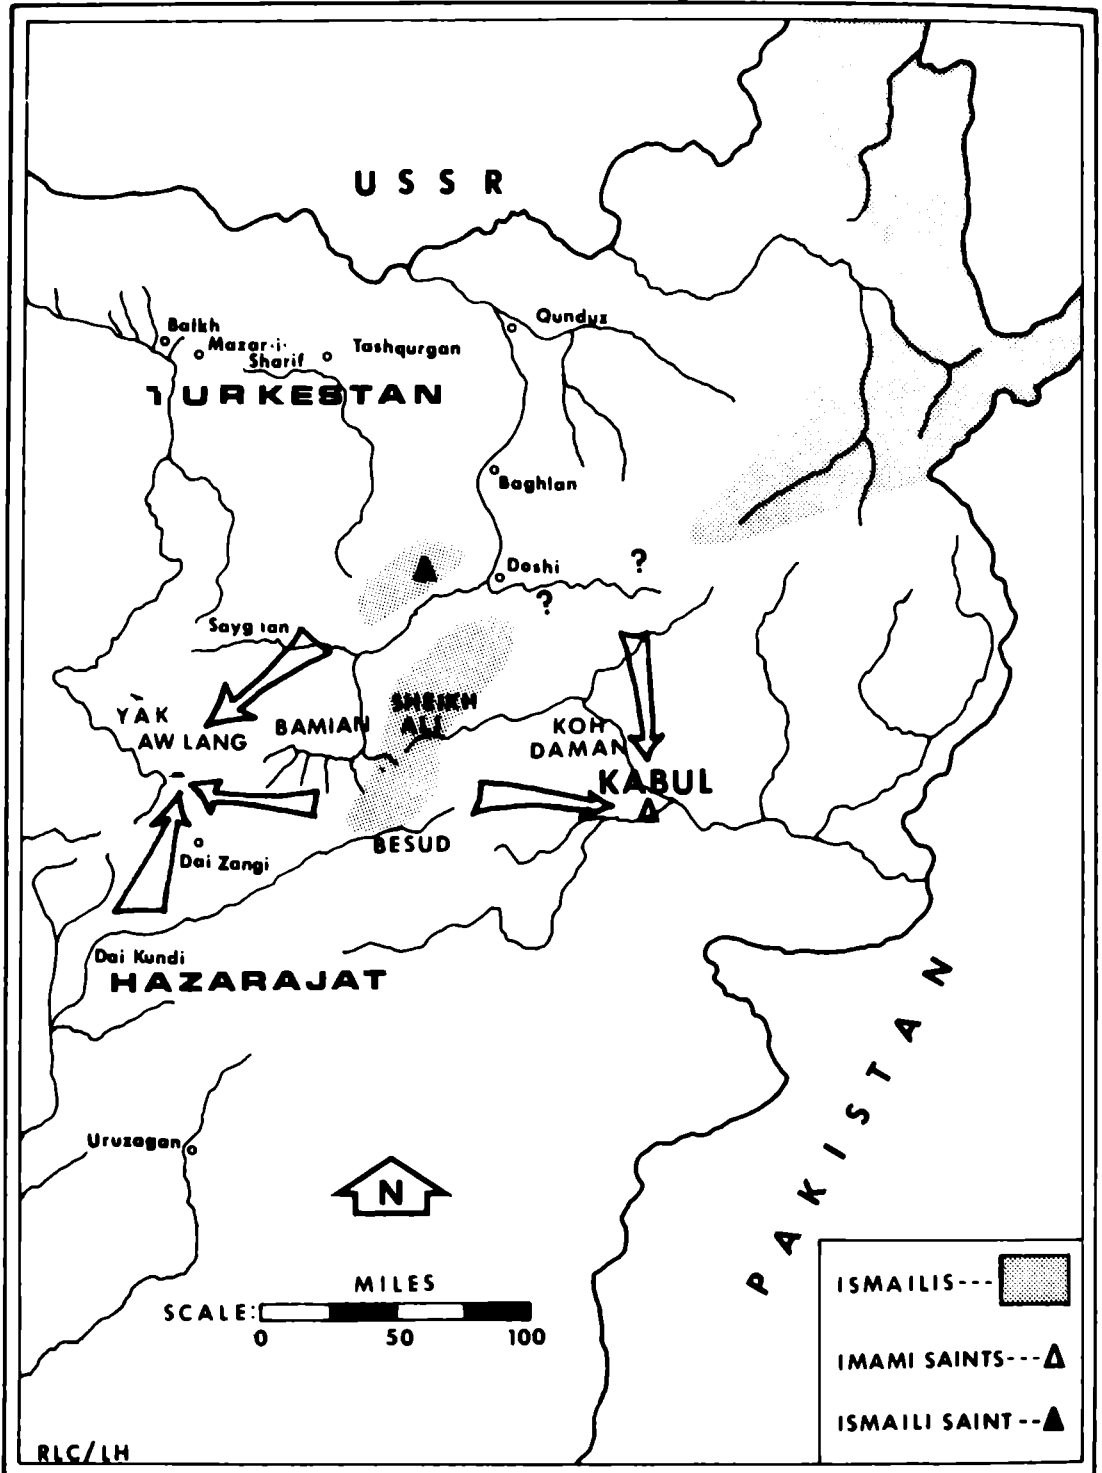 USSR
Balkh
Mazar-i-
Sharif
Tashqurgan
Qunduz
TURKESTAN
Baghlan
Doshi
?
?
Sayg an
YAK
AW LANG
BAMIAN
SHEIKH
ALI
KOH
DAMAN
KABUL
BESUD
Dai Zangi
Dai Kundi
HAZARAJAT
PAKISTAN
Uruzagan
N
MILES
SCALE:
0 50 100
ISMAILIS---
IMAMI SAINTS---
ISMAILI SAINT--
RLC/LH